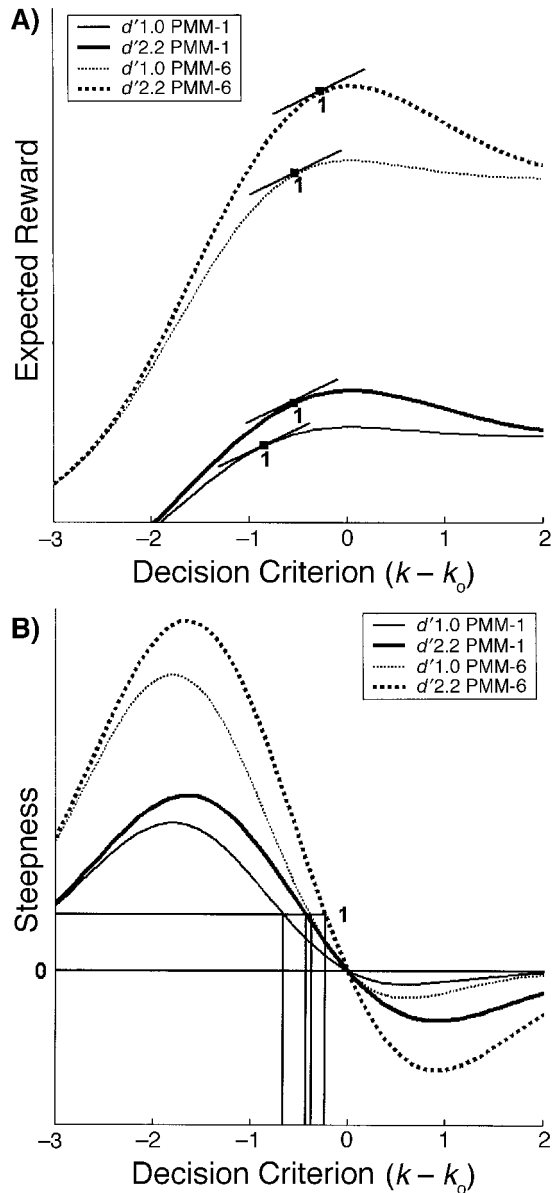 A)
d′1.0 PMM-1
d′2.2 PMM-1
d′1.0 PMM-6
d′2.2 PMM-6
1
1
1
1
Expected Reward
−3 −2 −1 0 1 2
Decision Criterion (k − kₒ)
B)
d′1.0 PMM-1
d′2.2 PMM-1
d′1.0 PMM-6
d′2.2 PMM-6
Steepness
1
0
−3 −2 −1 0 1 2
Decision Criterion (k − kₒ)